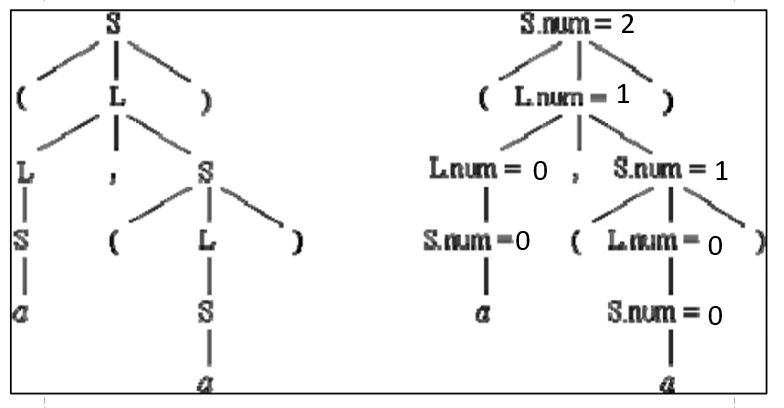 S S.num = 2
( L ) ( L.num = 1 )
L , S L.num = 0 , S.num = 1
S ( L ) S.num = 0 ( L.num = 0 )
a S a S.num = 0
a a